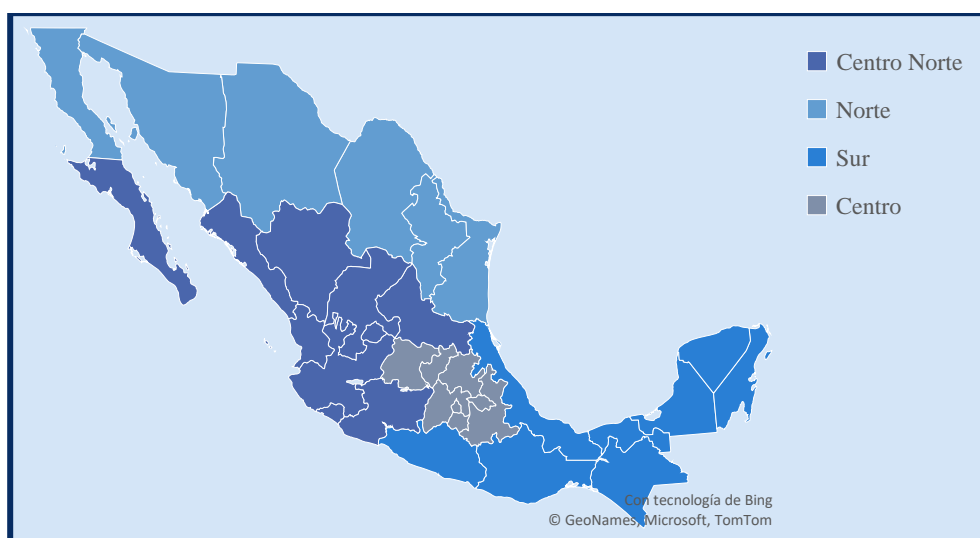 Centro Norte
Norte
Sur
Centro
Con tecnología de Bing
© GeoNames, Microsoft, TomTom